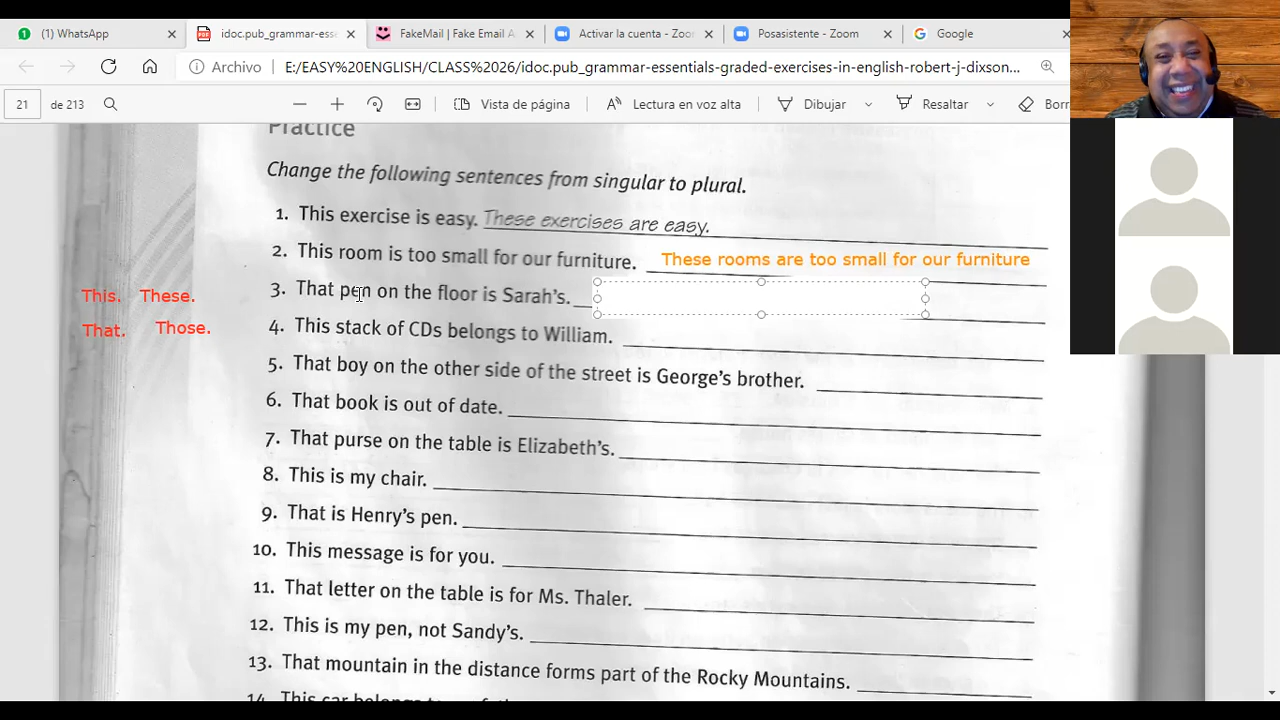 (1) WhatsApp
idoc.pub_grammar-esse
FakeMail | Fake Email A
Activar la cuenta - Zoo
Posasistente - Zoom
Google
Archivo
E:/EASY%20ENGLISH/CLASS%2026/idoc.pub_grammar-essentials-graded-exercises-in-english-robert-j-dixson...
21 de 213
Vista de página
Lectura en voz alta
Dibujar
Resaltar
Borr
Practice
Change the following sentences from singular to plural.
1. This exercise is easy. These exercises are easy.
2. This room is too small for our furniture. These rooms are too small for our furniture
This. These.
3. That pen on the floor is Sarah's.
That. Those.
4. This stack of CDs belongs to William.
5. That boy on the other side of the street is George's brother.
6. That book is out of date.
7. That purse on the table is Elizabeth's.
8. This is my chair.
9. That is Henry's pen.
10. This message is for you.
11. That letter on the table is for Ms. Thaler.
12. This is my pen, not Sandy's.
13. That mountain in the distance forms part of the Rocky Mountains.